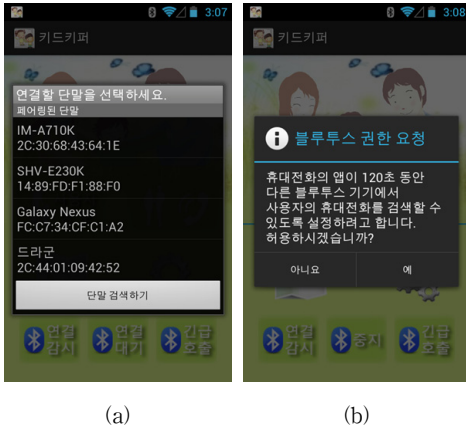 3:07
키드키퍼
연결할 단말을 선택하세요.
페어링된 단말
IM-A710K
2C:30:68:43:64:1E
SHV-E230K
14:89:FD:F1:88:F0
Galaxy Nexus
FC:C7:34:CF:C1:A2
드라군
2C:44:01:09:42:52
단말 검색하기
연결
감시
연결
대기
긴급
호출
(a)
3:08
키드키퍼
블루투스 권한 요청
휴대전화의 앱이 120초 동안
다른 블루투스 기기에서
사용자의 휴대전화를 검색할 수
있도록 설정하려고 합니다.
허용하시겠습니까?
아니요
예
연결
감시
중지
긴급
호출
(b)